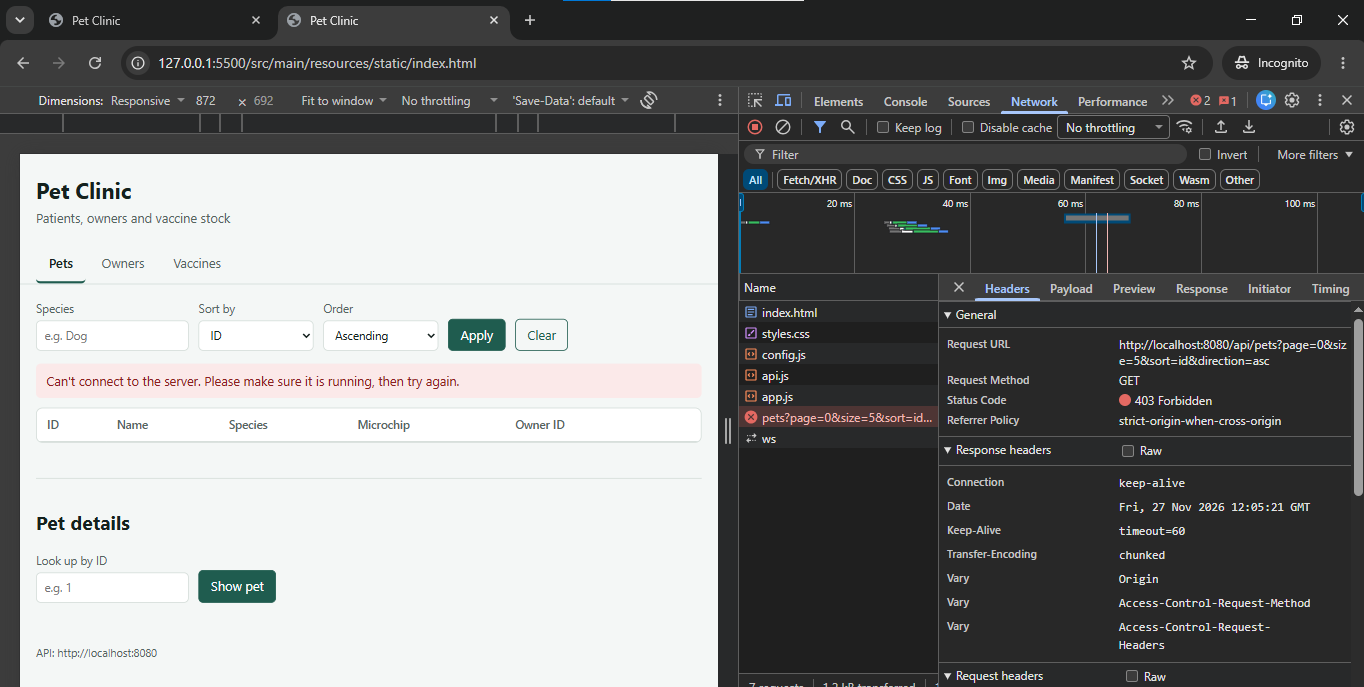 Pet Clinic
Pet Clinic
127.0.0.1:5500/src/main/resources/static/index.html
Incognito
Dimensions: Responsive 872 × 692 Fit to window No throttling 'Save-Data': default
Elements Console Sources Network Performance 2 1
Keep log Disable cache No throttling
Filter Invert More filters
All Fetch/XHR Doc CSS JS Font Img Media Manifest Socket Wasm Other
20 ms 40 ms 60 ms 80 ms 100 ms
Pet Clinic
Patients, owners and vaccine stock
Pets Owners Vaccines
Species Sort by Order
e.g. Dog ID Ascending Apply Clear
Can't connect to the server. Please make sure it is running, then try again.
ID Name Species Microchip Owner ID
Pet details
Look up by ID
e.g. 1 Show pet
API: http://localhost:8080
Name
index.html
styles.css
config.js
api.js
app.js
pets?page=0&size=5&sort=id...
ws
Headers Payload Preview Response Initiator Timing
General
Request URL http://localhost:8080/api/pets?page=0&siz
e=5&sort=id&direction=asc
Request Method GET
Status Code 403 Forbidden
Referrer Policy strict-origin-when-cross-origin
Response headers Raw
Connection keep-alive
Date Fri, 27 Nov 2026 12:05:21 GMT
Keep-Alive timeout=60
Transfer-Encoding chunked
Vary Origin
Vary Access-Control-Request-Method
Vary Access-Control-Request-
Headers
Request headers Raw